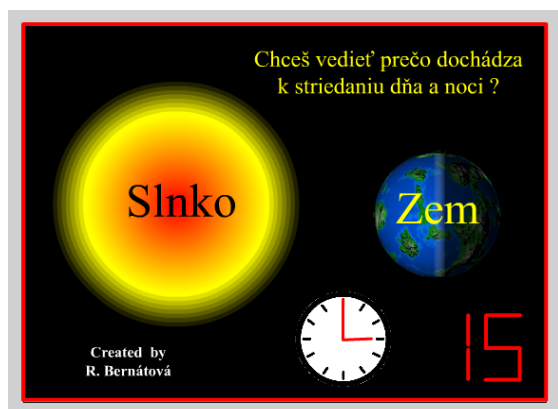 Chceš vedieť prečo dochádza
k striedaniu dňa a noci ?
Slnko
Zem
Created by
R. Bernátová
15